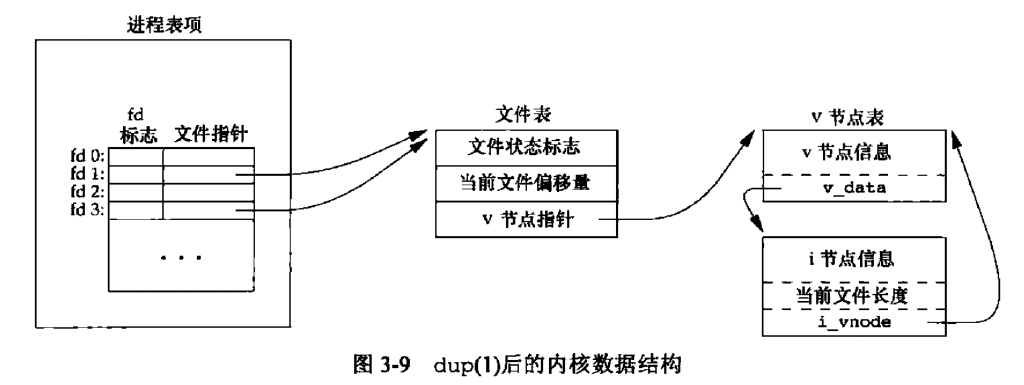 进程表项
fd
标志 文件指针
fd 0:
fd 1:
fd 2:
fd 3:
. . .
文件表
文件状态标志
当前文件偏移量
v 节点指针
v 节点表
v 节点信息
v_data
i 节点信息
当前文件长度
i_vnode
图 3-9 dup(1)后的内核数据结构